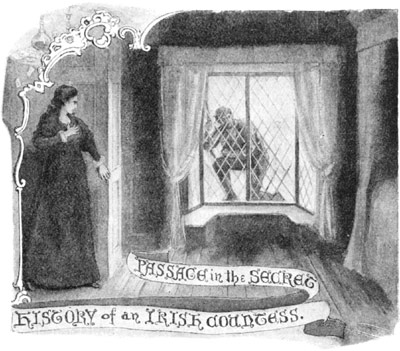 PASSAGE in the SECRET
HISTORY of an IRISH COUNTESS.